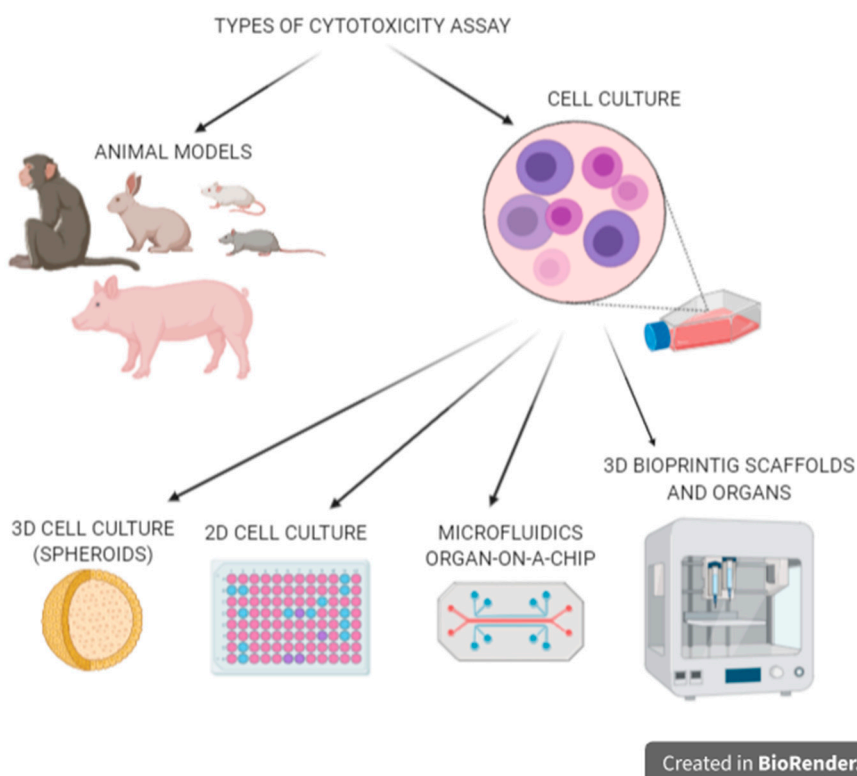 TYPES OF CYTOTOXICITY ASSAY
CELL CULTURE
ANIMAL MODELS
3D BIOPRINTIG SCAFFOLDS
AND ORGANS
3D CELL CULTURE
(SPHEROIDS)
2D CELL CULTURE
MICROFLUIDICS
ORGAN-ON-A-CHIP
Created in BioRender.